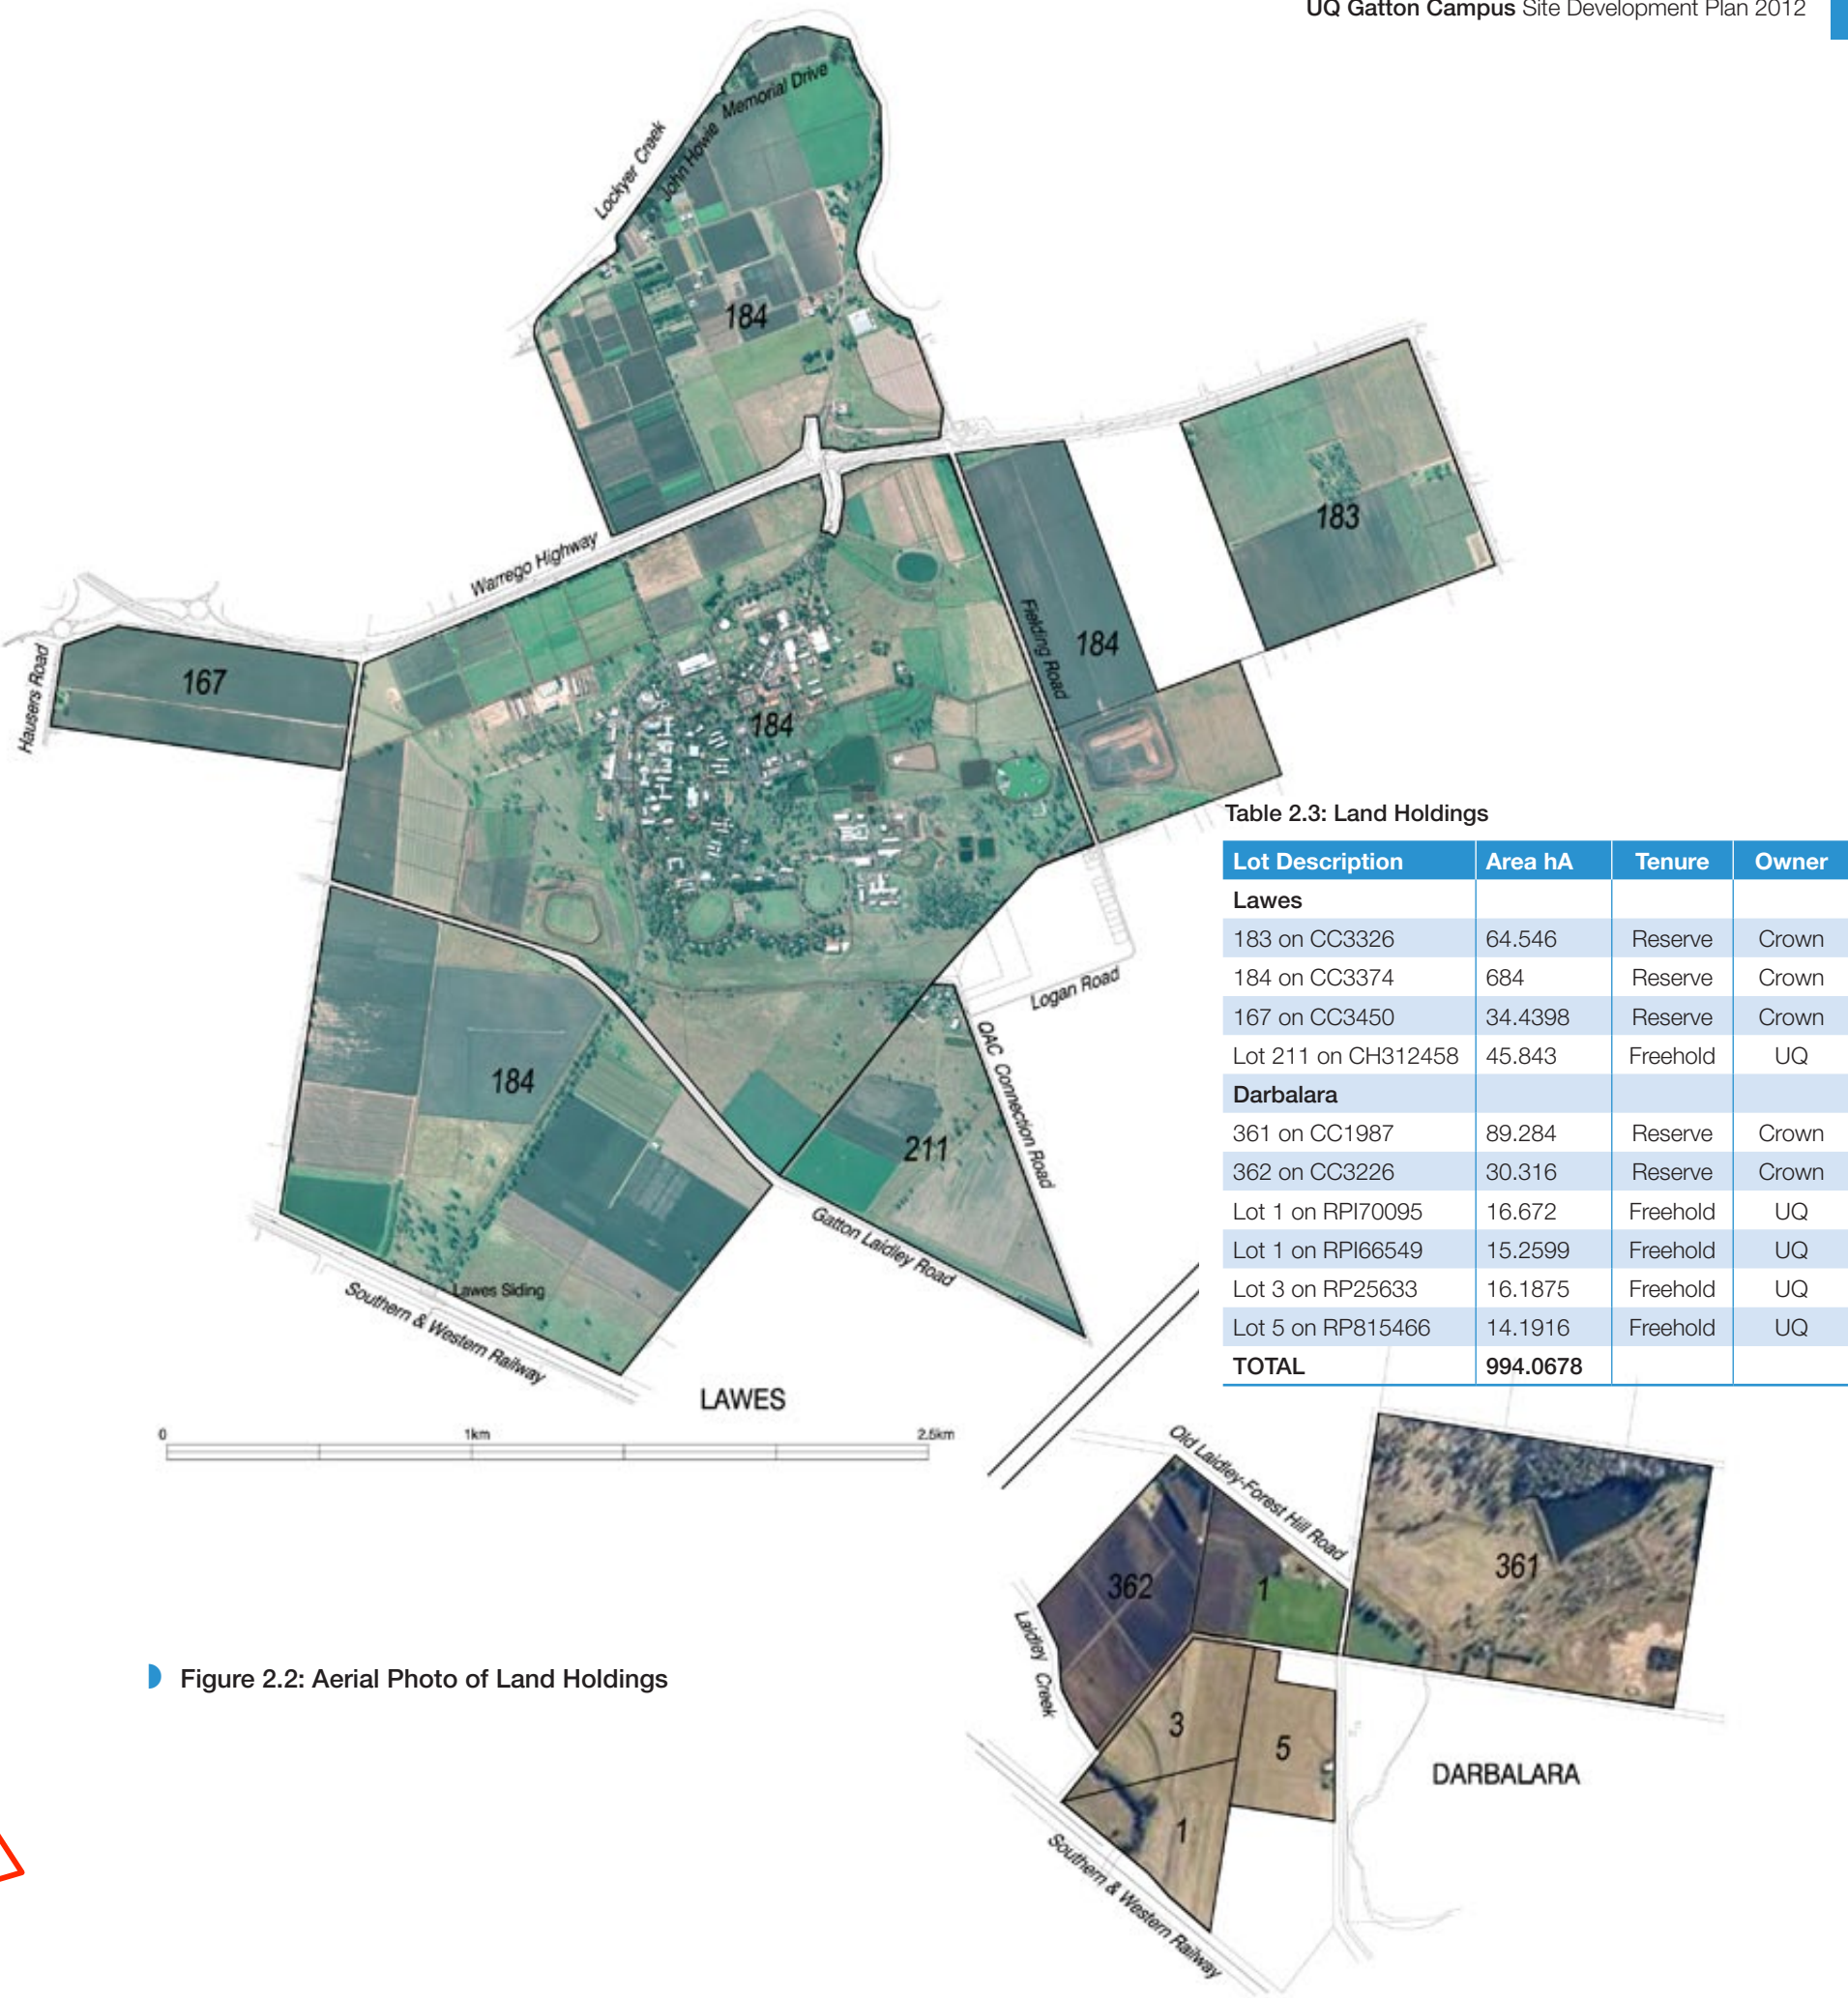 UQ Gatton Campus Site Development Plan 2012
Lockyer Creek
John Howie Memorial Drive
184
Warrego Highway
183
Hausers Road
167
Fielding Road
184
184
Table 2.3: Land Holdings
Lot Description Area hA Tenure Owner
Lawes
183 on CC3326 64.546 Reserve Crown
184 on CC3374 684 Reserve Crown
167 on CC3450 34.4398 Reserve Crown
Lot 211 on CH312458 45.843 Freehold UQ
Darbalara
361 on CC1987 89.284 Reserve Crown
362 on CC3226 30.316 Reserve Crown
Lot 1 on RPI70095 16.672 Freehold UQ
Lot 1 on RPI66549 15.2599 Freehold UQ
Lot 3 on RP25633 16.1875 Freehold UQ
Lot 5 on RP815466 14.1916 Freehold UQ
TOTAL 994.0678
Logan Road
QAC Connection Road
184
211
Gatton Laidley Road
Lawes Siding
Southern & Western Railway
LAWES
0 1km 2.5km
Old Laidley-Forest Hill Road
361
362
1
Laidley Creek
Figure 2.2: Aerial Photo of Land Holdings
3
5
DARBALARA
1
Southern & Western Railway